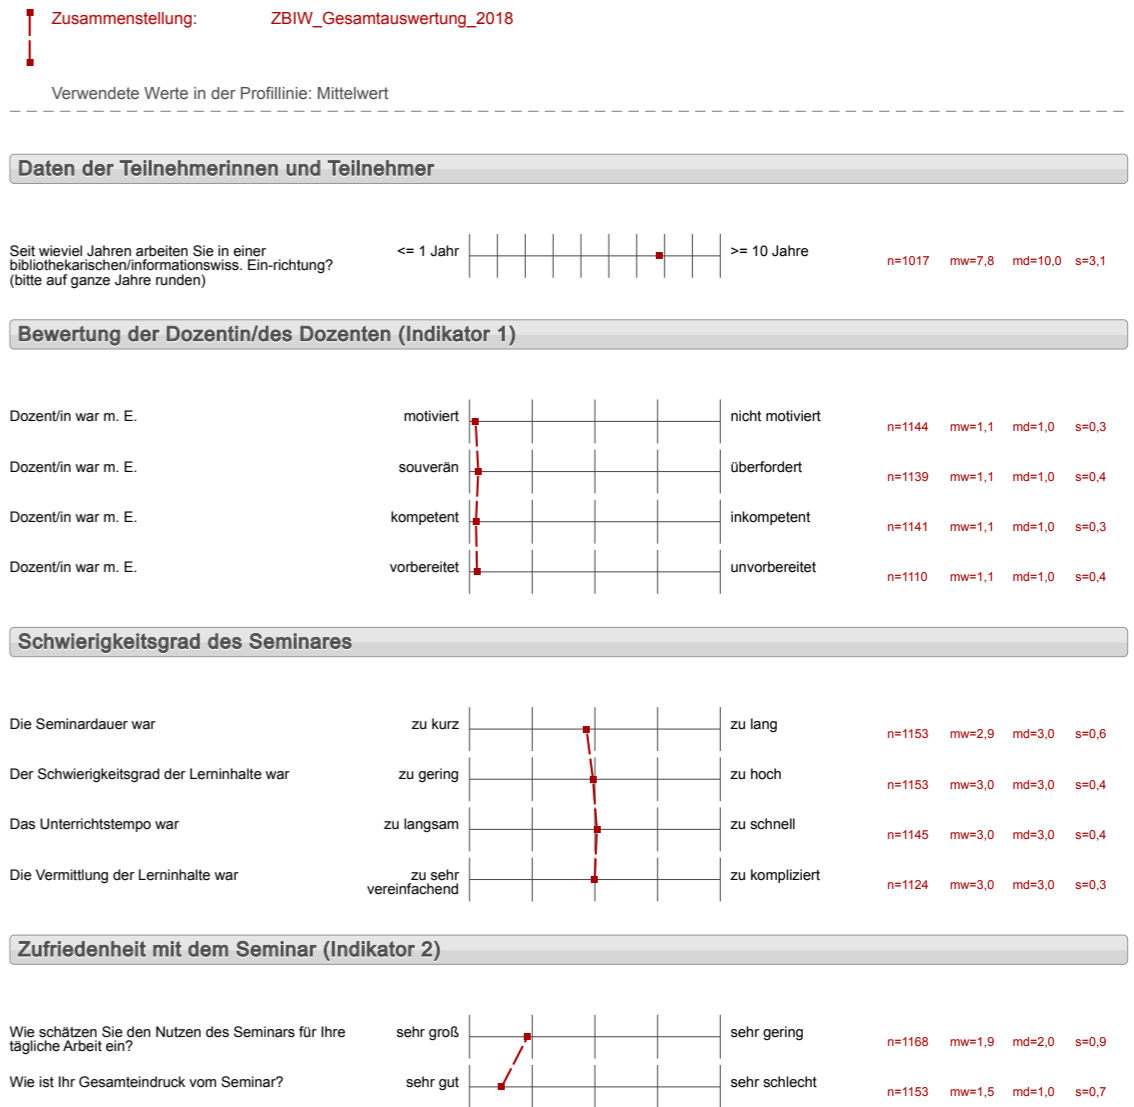 Zusammenstellung: ZBIW_Gesamtauswertung_2018
Verwendete Werte in der Profillinie: Mittelwert
Daten der Teilnehmerinnen und Teilnehmer
Seit wieviel Jahren arbeiten Sie in einer
bibliothekarischen/informationswiss. Ein-richtung?
(bitte auf ganze Jahre runden)
<= 1 Jahr >= 10 Jahre n=1017 mw=7,8 md=10,0 s=3,1
Bewertung der Dozentin/des Dozenten (Indikator 1)
Dozent/in war m. E. motiviert nicht motiviert n=1144 mw=1,1 md=1,0 s=0,3
Dozent/in war m. E. souverän überfordert n=1139 mw=1,1 md=1,0 s=0,4
Dozent/in war m. E. kompetent inkompetent n=1141 mw=1,1 md=1,0 s=0,3
Dozent/in war m. E. vorbereitet unvorbereitet n=1110 mw=1,1 md=1,0 s=0,4
Schwierigkeitsgrad des Seminares
Die Seminardauer war zu kurz zu lang n=1153 mw=2,9 md=3,0 s=0,6
Der Schwierigkeitsgrad der Lerninhalte war zu gering zu hoch n=1153 mw=3,0 md=3,0 s=0,4
Das Unterrichtstempo war zu langsam zu schnell n=1145 mw=3,0 md=3,0 s=0,4
Die Vermittlung der Lerninhalte war zu sehr
vereinfachend zu kompliziert n=1124 mw=3,0 md=3,0 s=0,3
Zufriedenheit mit dem Seminar (Indikator 2)
Wie schätzen Sie den Nutzen des Seminars für Ihre
tägliche Arbeit ein? sehr groß sehr gering n=1168 mw=1,9 md=2,0 s=0,9
Wie ist Ihr Gesamteindruck vom Seminar? sehr gut sehr schlecht n=1153 mw=1,5 md=1,0 s=0,7